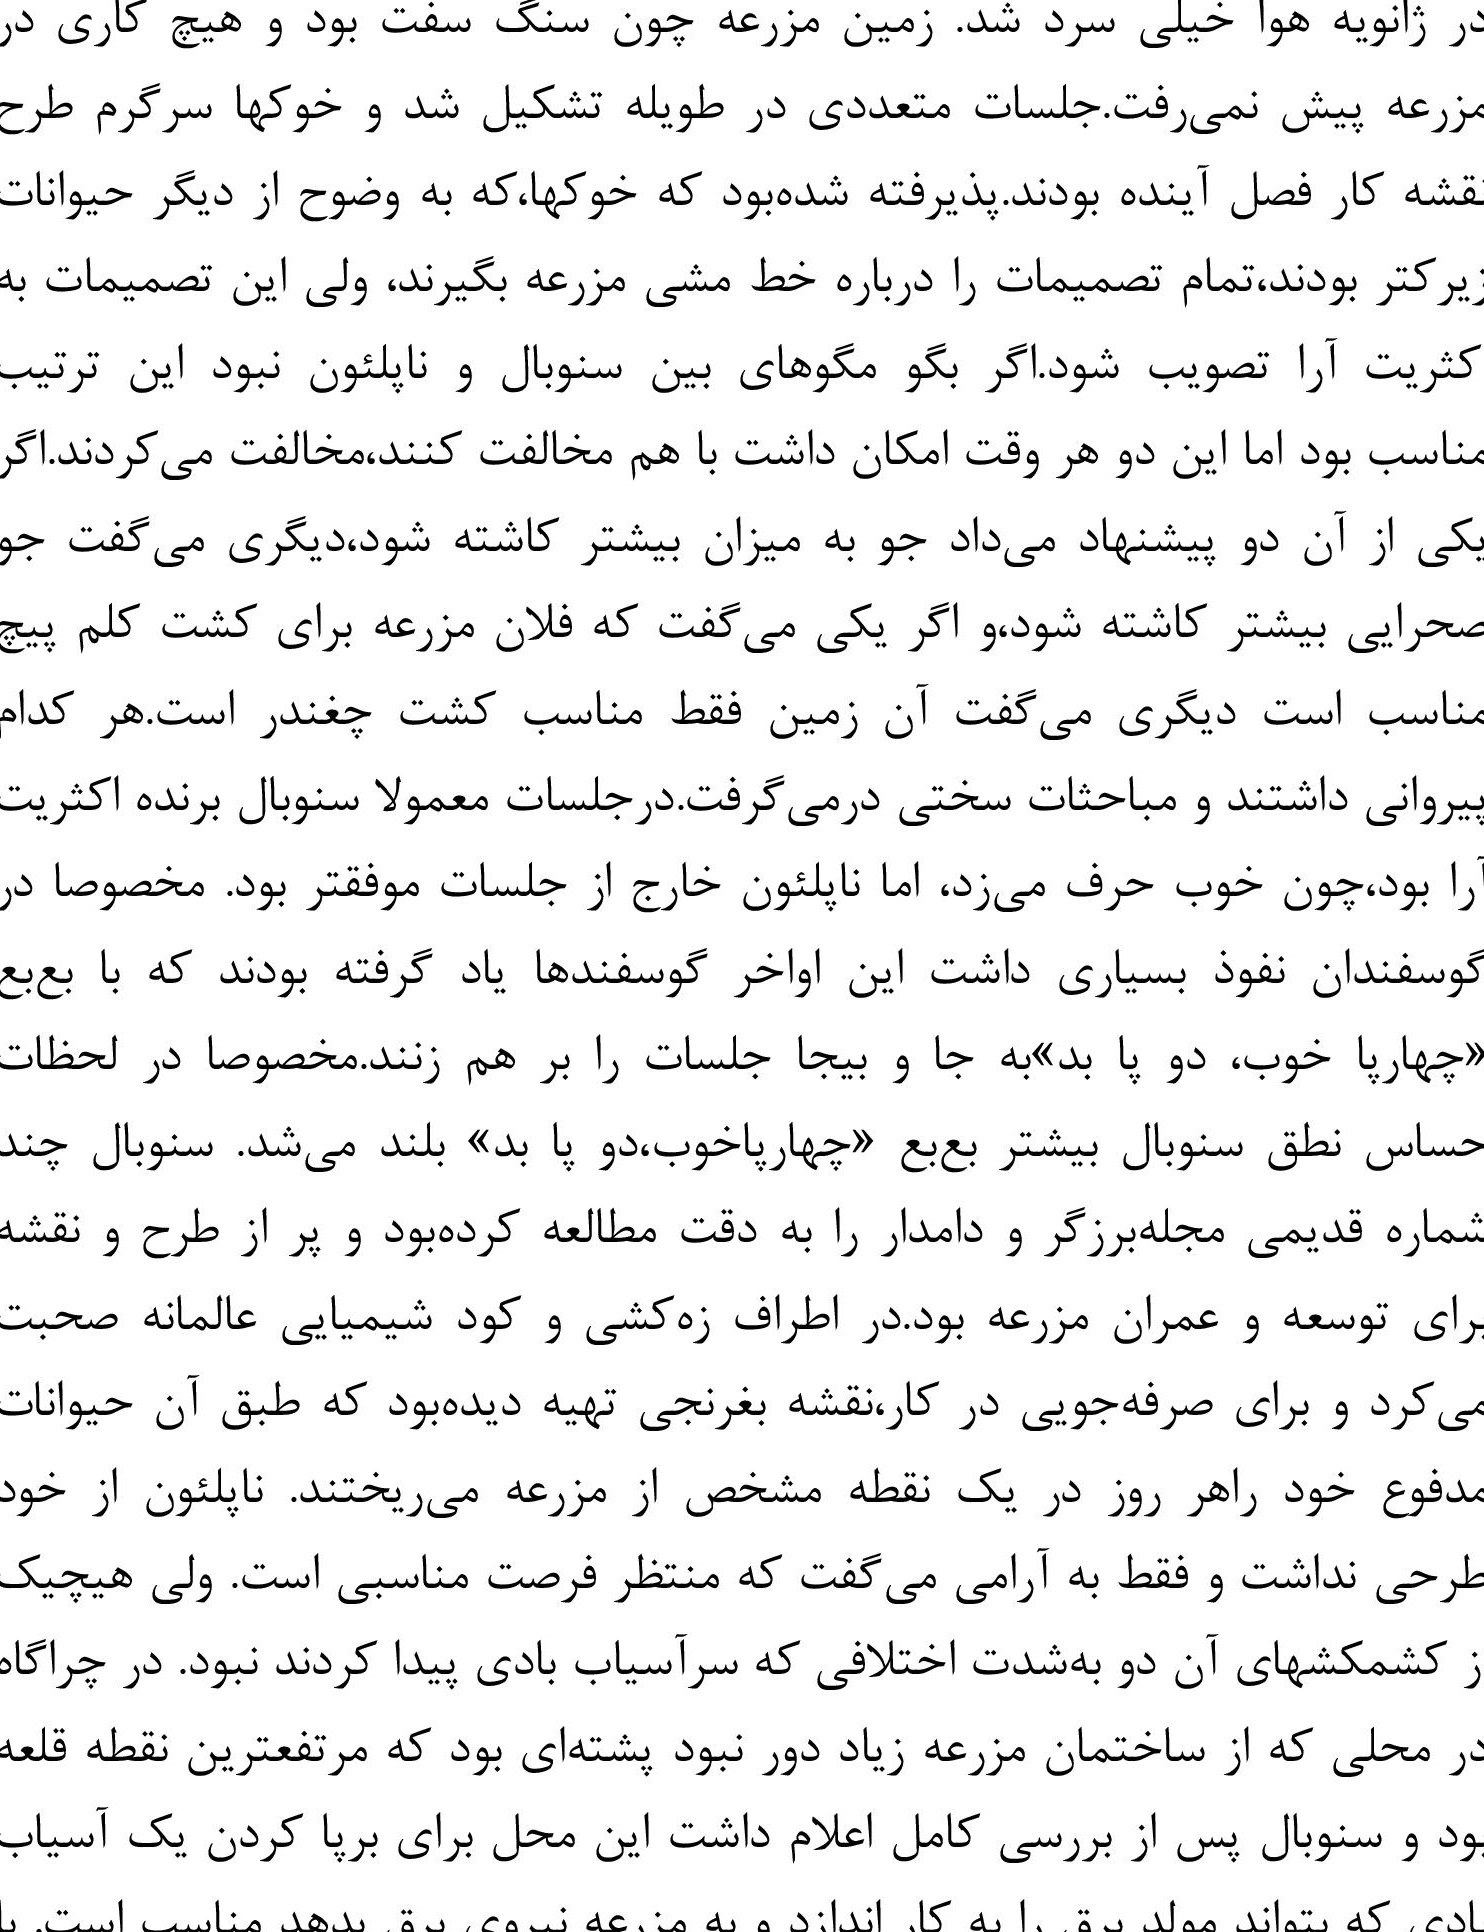 در ژانویه هوا خیلی سرد شد. زمین مزرعه چون سنگ سفت بود و هیچ کاری در
مزرعه پیش نمی‌رفت.جلسات متعددی در طویله تشکیل شد و خوکها سرگرم طرح
نقشه کار فصل آینده بودند.پذیرفته شده‌بود که خوکها،که به وضوح از دیگر حیوانات
زیرکتر بودند،تمام تصمیمات را درباره خط مشی مزرعه بگیرند، ولی این تصمیمات به
کثریت آرا تصویب شود.اگر بگو مگوهای بین سنوبال و ناپلئون نبود این ترتیب
مناسب بود اما این دو هر وقت امکان داشت با هم مخالفت کنند،مخالفت می‌کردند.اگر
یکی از آن دو پیشنهاد می‌داد جو به میزان بیشتر کاشته شود،دیگری می‌گفت جو
صحرایی بیشتر کاشته شود،و اگر یکی می‌گفت که فلان مزرعه برای کشت کلم پیچ
مناسب است دیگری می‌گفت آن زمین فقط مناسب کشت چغندر است.هر کدام
پیروانی داشتند و مباحثات سختی درمی‌گرفت.درجلسات معمولا سنوبال برنده اکثریت
آرا بود،چون خوب حرف می‌زد، اما ناپلئون خارج از جلسات موفقتر بود. مخصوصا در
گوسفندان نفوذ بسیاری داشت این اواخر گوسفندها یاد گرفته بودند که با بع‌بع
«چهارپا خوب، دو پا بد»به جا و بیجا جلسات را بر هم زنند.مخصوصا در لحظات
حساس نطق سنوبال بیشتر بع‌بع «چهارپاخوب،دو پا بد» بلند می‌شد. سنوبال چند
شماره قدیمی مجله‌برزگر و دامدار را به دقت مطالعه کرده‌بود و پر از طرح و نقشه
برای توسعه و عمران مزرعه بود.در اطراف زه‌کشی و کود شیمیایی عالمانه صحبت
می‌کرد و برای صرفه‌جویی در کار،نقشه بغرنجی تهیه دیده‌بود که طبق آن حیوانات
مدفوع خود راهر روز در یک نقطه مشخص از مزرعه می‌ریختند. ناپلئون از خود
طرحی نداشت و فقط به آرامی می‌گفت که منتظر فرصت مناسبی است. ولی هیچیک
از کشمکشهای آن دو به‌شدت اختلافی که سرآسیاب بادی پیدا کردند نبود. در چراگاه
در محلی که از ساختمان مزرعه زیاد دور نبود پشته‌ای بود که مرتفعترین نقطه قلعه
بود و سنوبال پس از بررسی کامل اعلام داشت این محل برای برپا کردن یک آسیاب
بادی که بتواند مولد برق را به کار اندازد و به مزرعه نیروی برق بدهد مناسب است. با